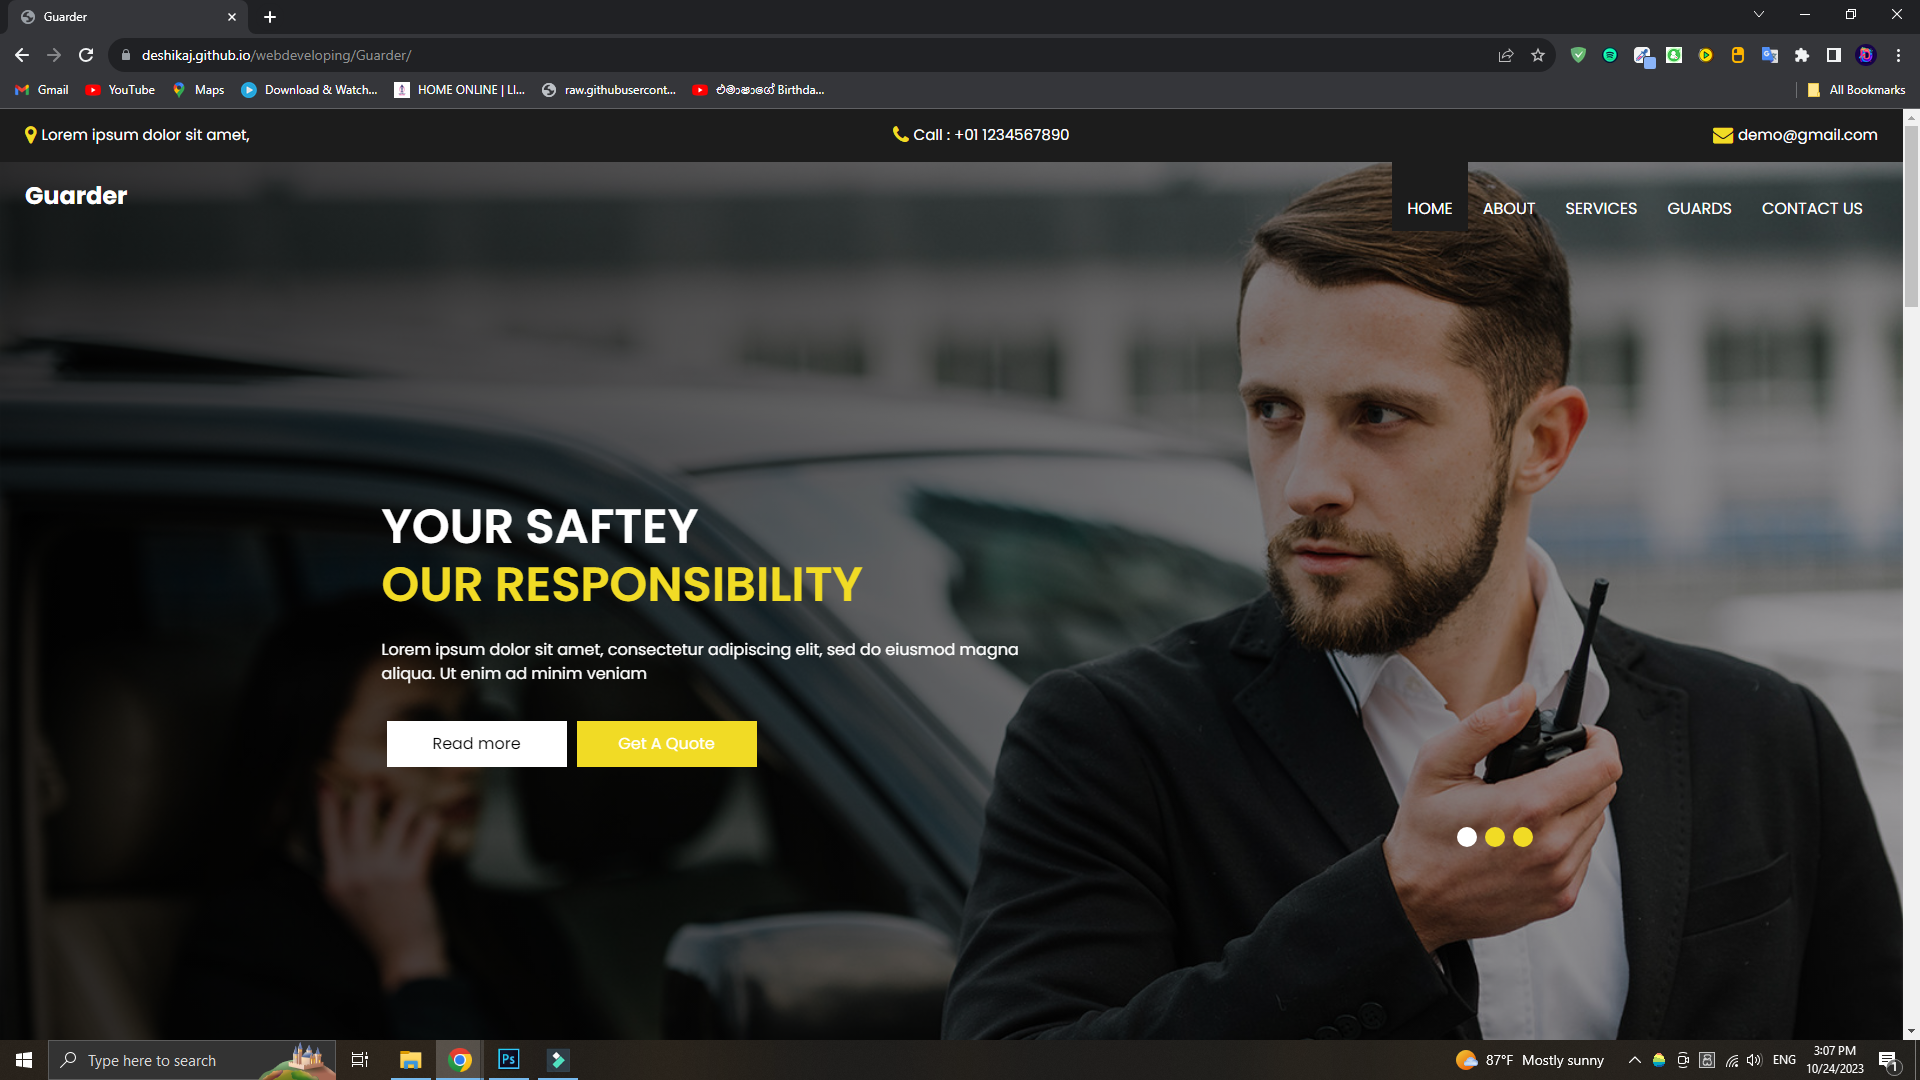 Guarder
deshikaj.github.io/webdeveloping/Guarder/
Gmail
YouTube
Maps
Download & Watch...
HOME ONLINE | LI...
raw.githubusercont...
එමාෂාගේ Birthda...
All Bookmarks
Lorem ipsum dolor sit amet,
Call : +01 1234567890
demo@gmail.com
Guarder
HOME
ABOUT
SERVICES
GUARDS
CONTACT US
YOUR SAFTEY
OUR RESPONSIBILITY
Lorem ipsum dolor sit amet, consectetur adipiscing elit, sed do eiusmod magna
aliqua. Ut enim ad minim veniam
Read more
Get A Quote
Type here to search
Ps
87°F Mostly sunny
ENG
3:07 PM
10/24/2023
1